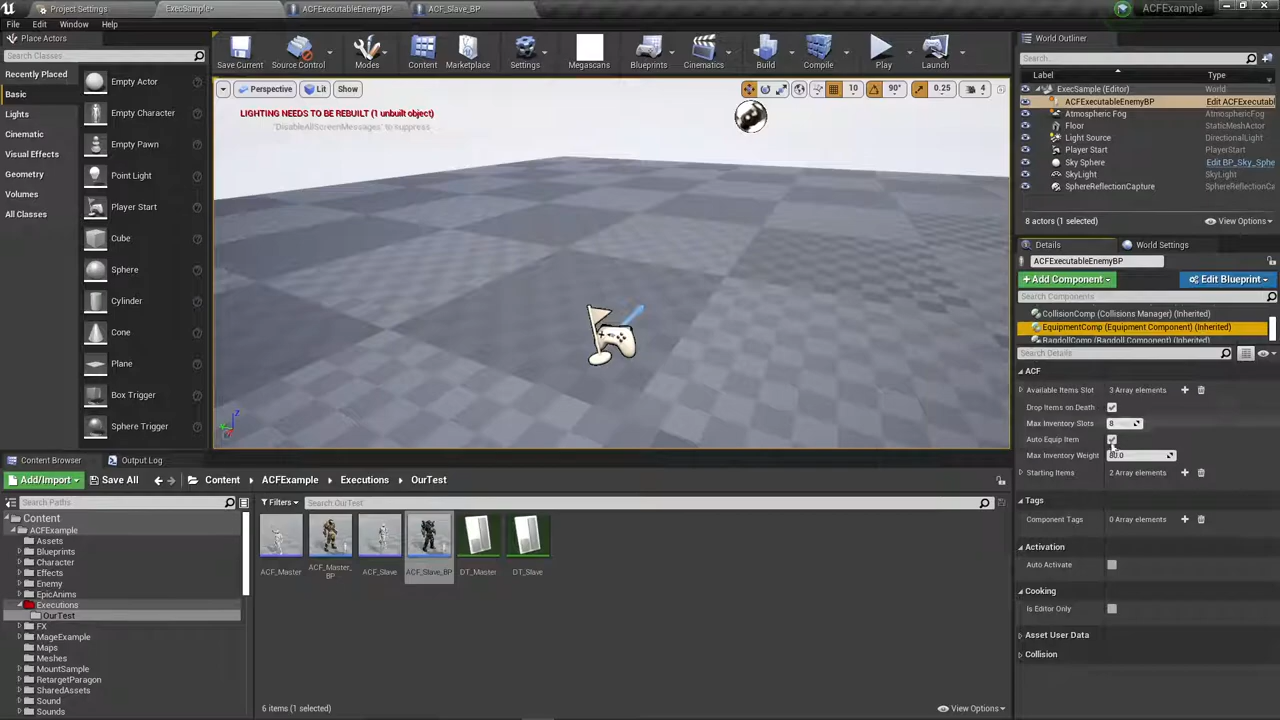 Project Settings
ExecSample*
ACFExecutableEnemyBP
ACF_Slave_BP
ACFExample
File
Edit
Window
Help
Place Actors
Search Classes
Recently Placed
Basic
Lights
Cinematic
Visual Effects
Geometry
Volumes
All Classes
Empty Actor
Empty Character
Empty Pawn
Point Light
Player Start
Cube
Sphere
Cylinder
Cone
Plane
Box Trigger
Sphere Trigger
Save Current
Source Control
Modes
Content
Marketplace
Settings
Megascans
Blueprints
Cinematics
Build
Compile
Play
Launch
Perspective
Lit
Show
10
90°
0.25
4
LIGHTING NEEDS TO BE REBUILT (1 unbuilt object)
'DisableAllScreenMessages' to suppress
World Outliner
Search...
Label
Type
ExecSample (Editor)
World
ACFExecutableEnemyBP
Edit ACFExecutabl
Atmospheric Fog
AtmosphericFog
Floor
StaticMeshActor
Light Source
DirectionalLight
Player Start
PlayerStart
Sky Sphere
Edit BP_Sky_Sphe
SkyLight
SkyLight
SphereReflectionCapture
SphereReflectionCa
8 actors (1 selected)
View Options
Details
World Settings
ACFExecutableEnemyBP
Add Component
Edit Blueprint
Search Components
CollisionComp (Collisions Manager) (Inherited)
EquipmentComp (Equipment Component) (Inherited)
RagdollComp (Ragdoll Component) (Inherited)
Search Details
ACF
Available Items Slot
3 Array elements
Drop Items on Death
Max Inventory Slots
8
Auto Equip Item
Max Inventory Weight
80.0
Starting Items
2 Array elements
Tags
Component Tags
0 Array elements
Activation
Auto Activate
Cooking
Is Editor Only
Asset User Data
Collision
Content Browser
Output Log
Add/Import
Save All
Content
ACFExample
Executions
OurTest
Search Paths
Filters
Search OurTest
Content
ACFExample
Assets
Blueprints
Character
Effects
Enemy
EpicAnims
Executions
OurTest
FX
MageExample
Maps
Meshes
MountSample
RetargetParagon
SharedAssets
Sound
Sounds
ACF_Master
ACF_Master_
BP
ACF_Slave
ACF_Slave_BP
DT_Master
DT_Slave
6 items (1 selected)
View Options